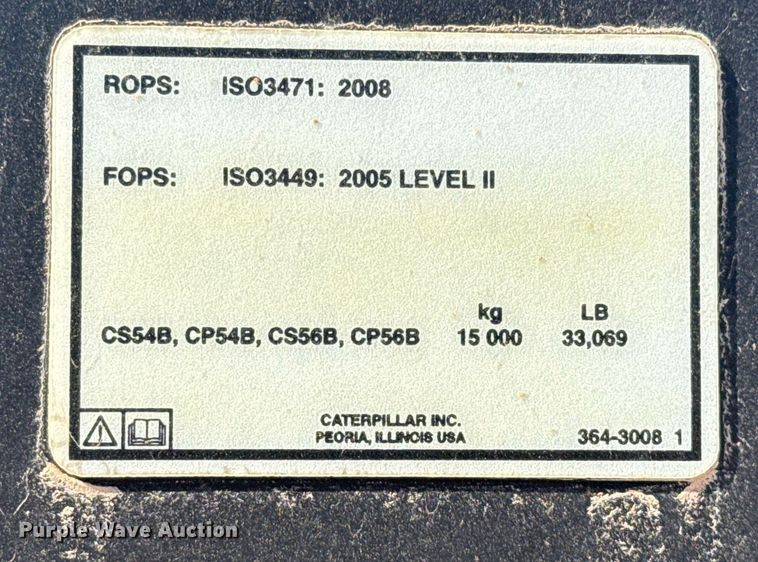 ROPS: ISO3471: 2008
FOPS: ISO3449: 2005 LEVEL II
kg LB
CS54B, CP54B, CS56B, CP56B 15 000 33,069
CATERPILLAR INC.
PEORIA, ILLINOIS USA
364-3008 1
Purple Wave Auction